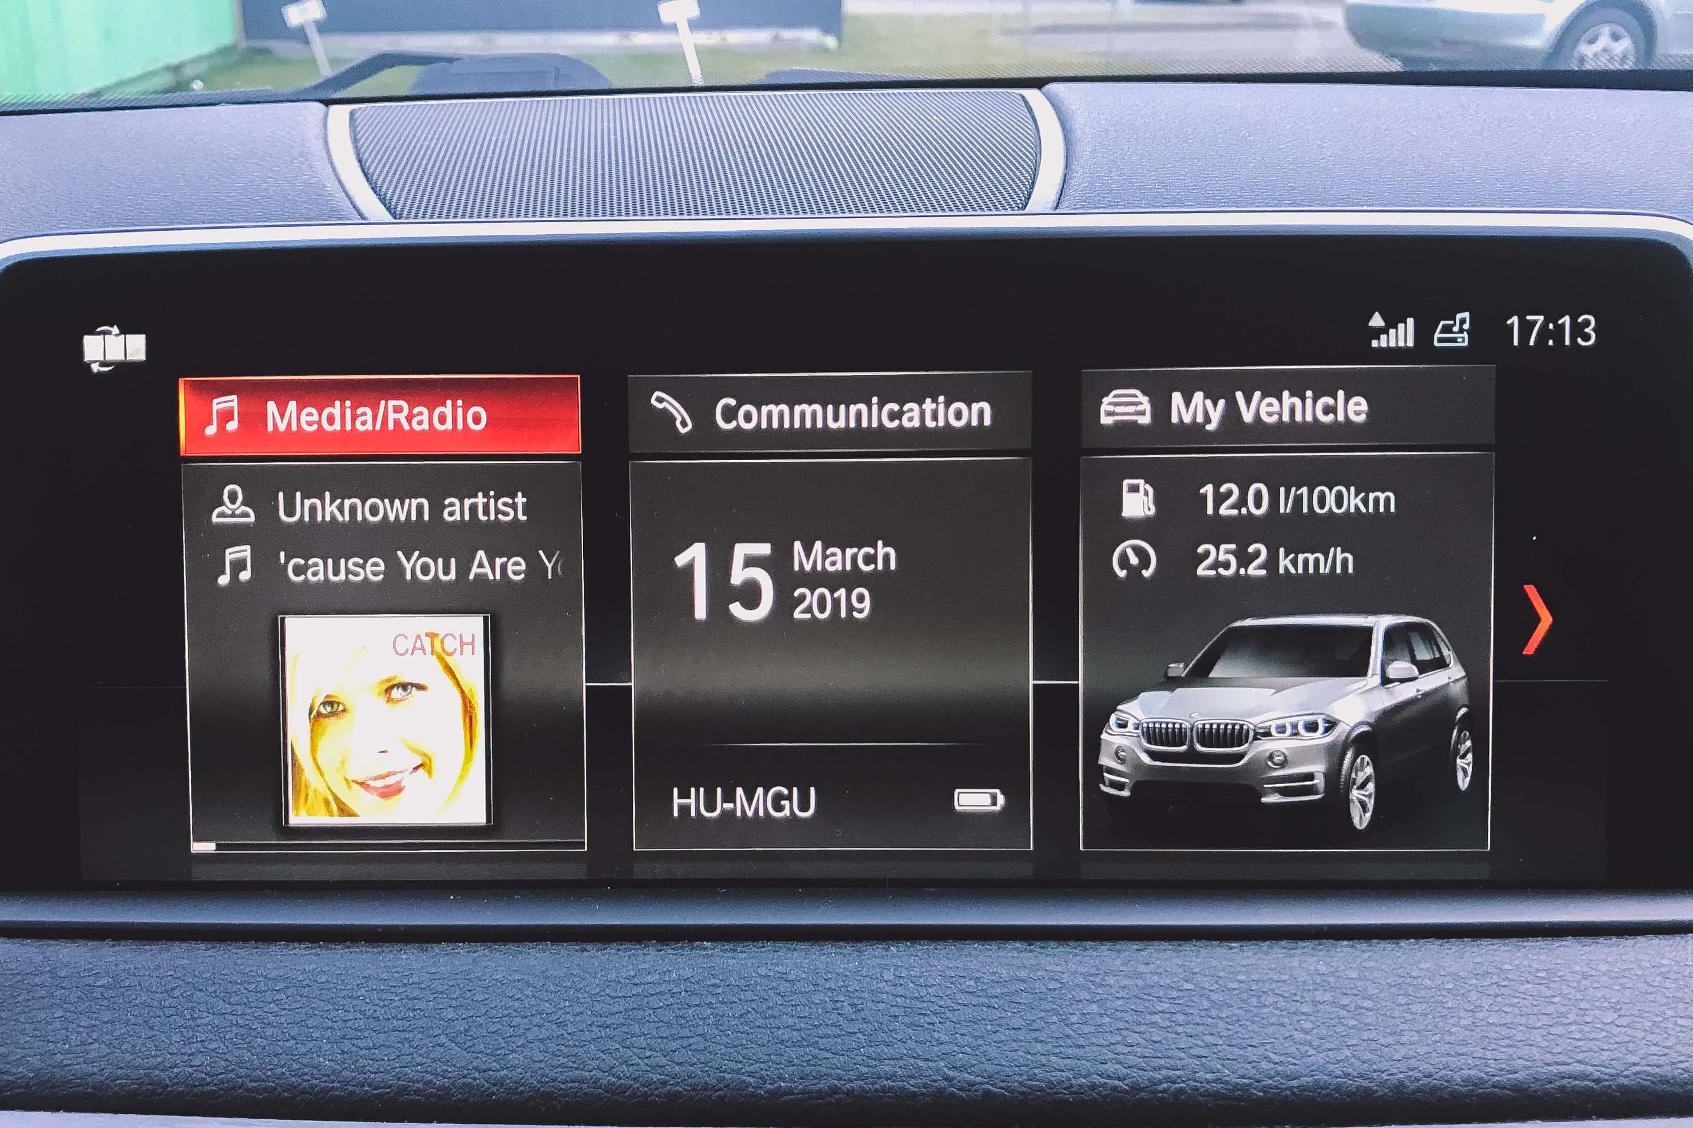 17:13
Media/Radio
Unknown artist
'cause You Are
CATCH
Communication
15 March
2019
HU-MGU
My Vehicle
12.0 l/100km
25.2 km/h